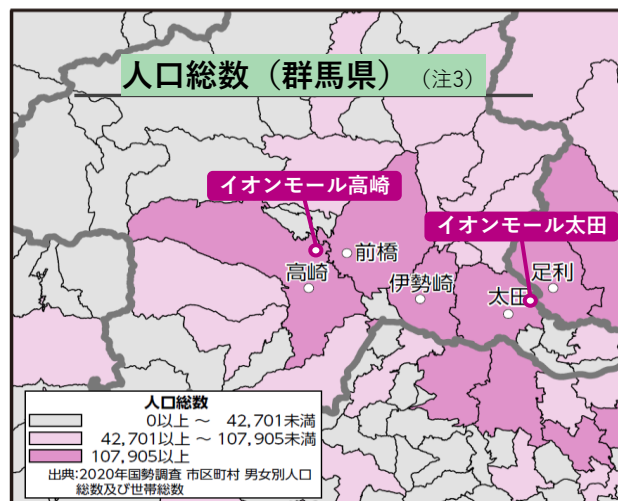 人口総数（群馬県）（注3）
イオンモール高崎
イオンモール太田
前橋
高崎
伊勢崎
太田
足利
人口総数
0以上 ～ 42,701未満
42,701以上 ～ 107,905未満
107,905以上
出典:2020年国勢調査 市区町村 男女別人口
総数及び世帯総数